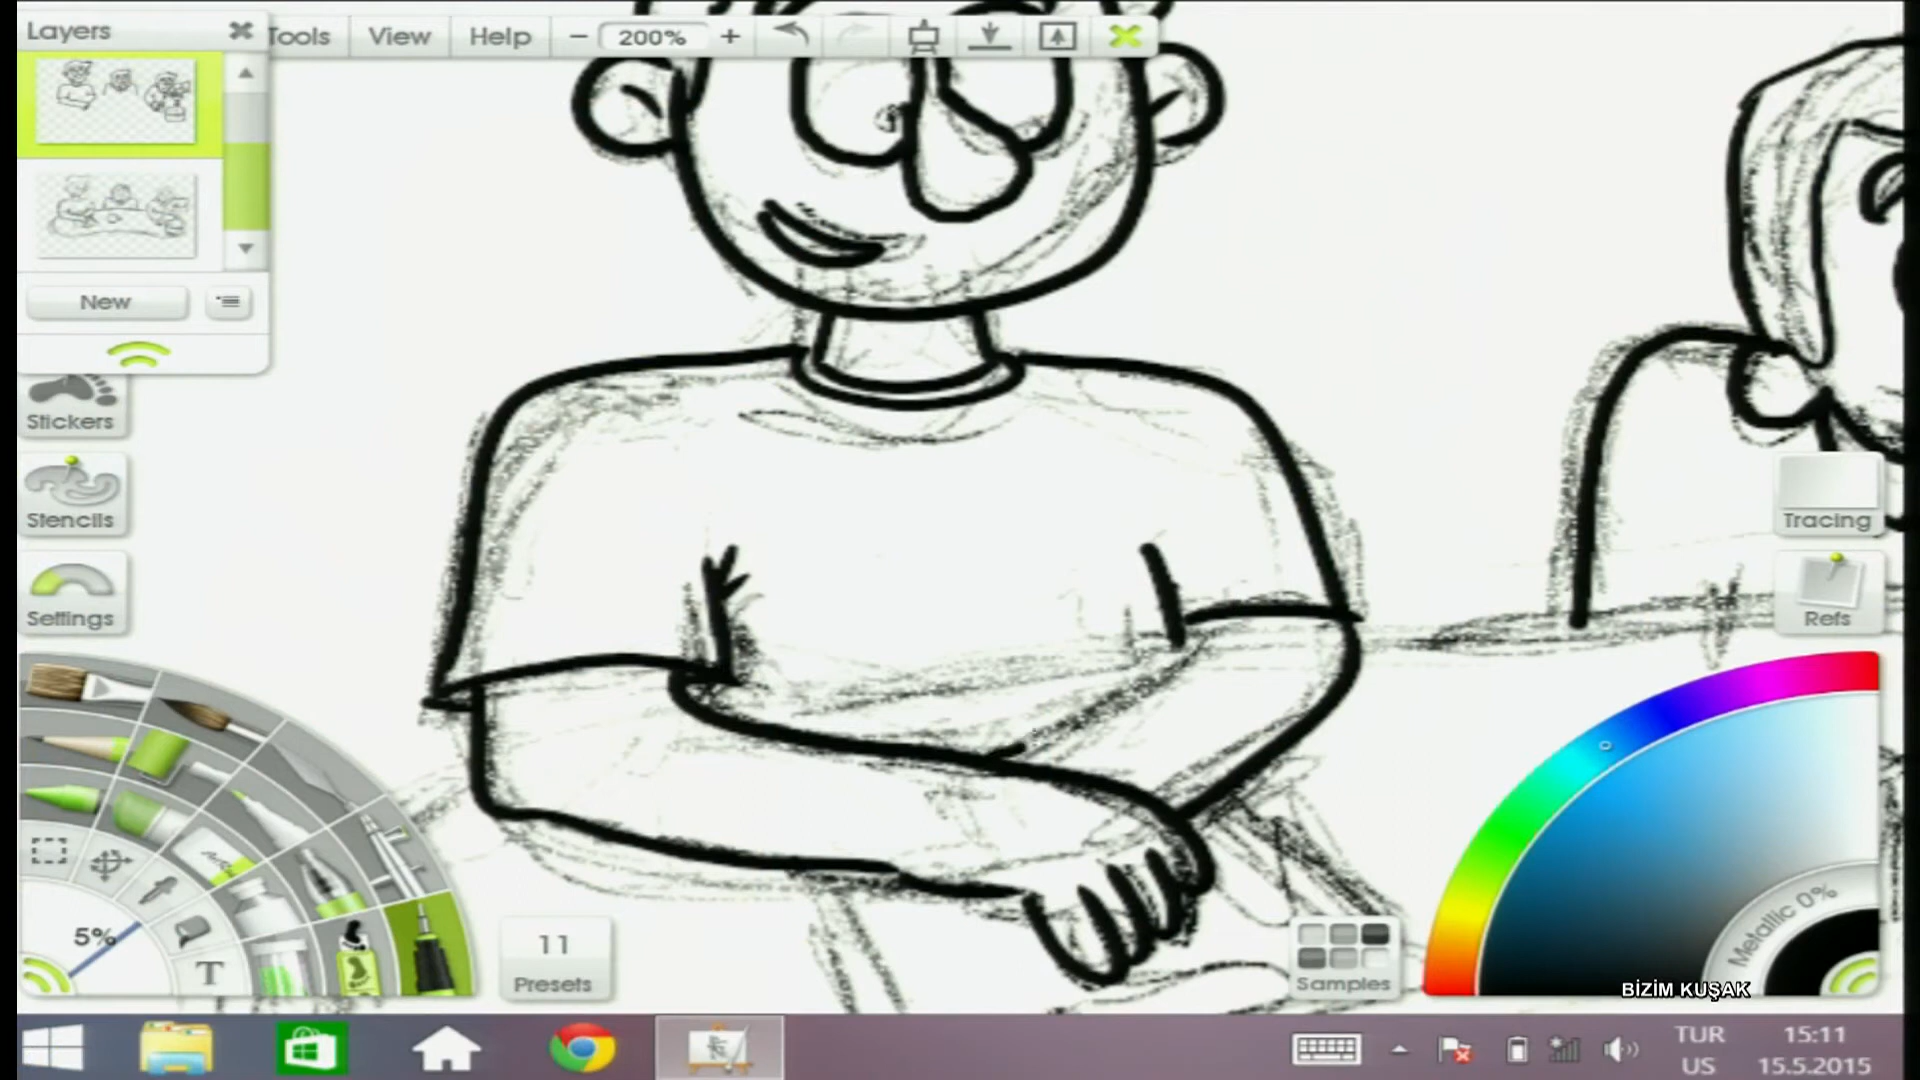 Layers
Tools View Help − 200% +
New
Stickers
Stencils
Settings
Tracing
Refs
5%
T
11
Presets
Samples
Metallic 0%
BİZİM KUŞAK
TUR 15:11
US 15.5.2015